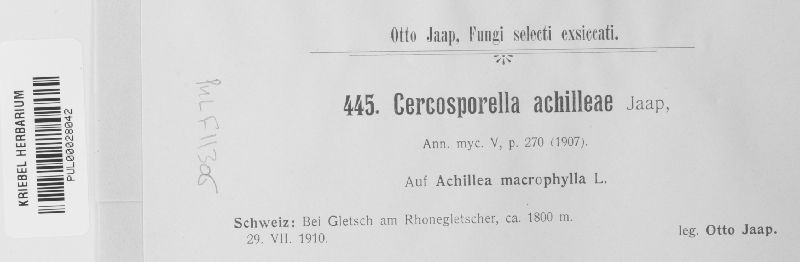 Otto Jaap, Fungi selecti exsiccati.
445. Cercosporella achilleae Jaap,
Ann. myc. V, p. 270 (1907).
Auf Achillea macrophylla L.
Schweiz: Bei Gletsch am Rhonegletscher, ca. 1800 m.
29. VII. 1910.
leg. Otto Jaap.
KRIEBEL HERBARIUM
PUL00028042
PUL F11305